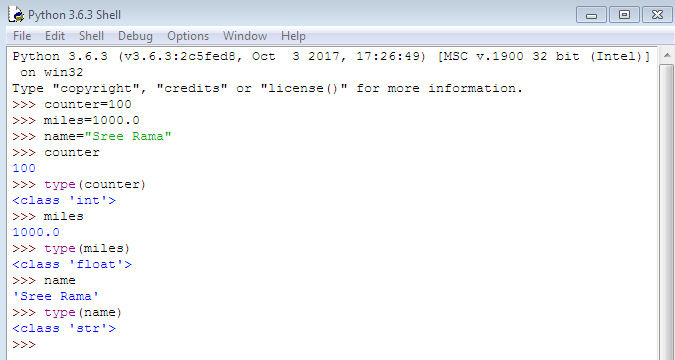 Python 3.6.3 Shell
File Edit Shell Debug Options Window Help
Python 3.6.3 (v3.6.3:2c5fed8, Oct  3 2017, 17:26:49) [MSC v.1900 32 bit (Intel)]
 on win32
Type "copyright", "credits" or "license()" for more information.
>>> counter=100
>>> miles=1000.0
>>> name="Sree Rama"
>>> counter
100
>>> type(counter)
<class 'int'>
>>> miles
1000.0
>>> type(miles)
<class 'float'>
>>> name
'Sree Rama'
>>> type(name)
<class 'str'>
>>>